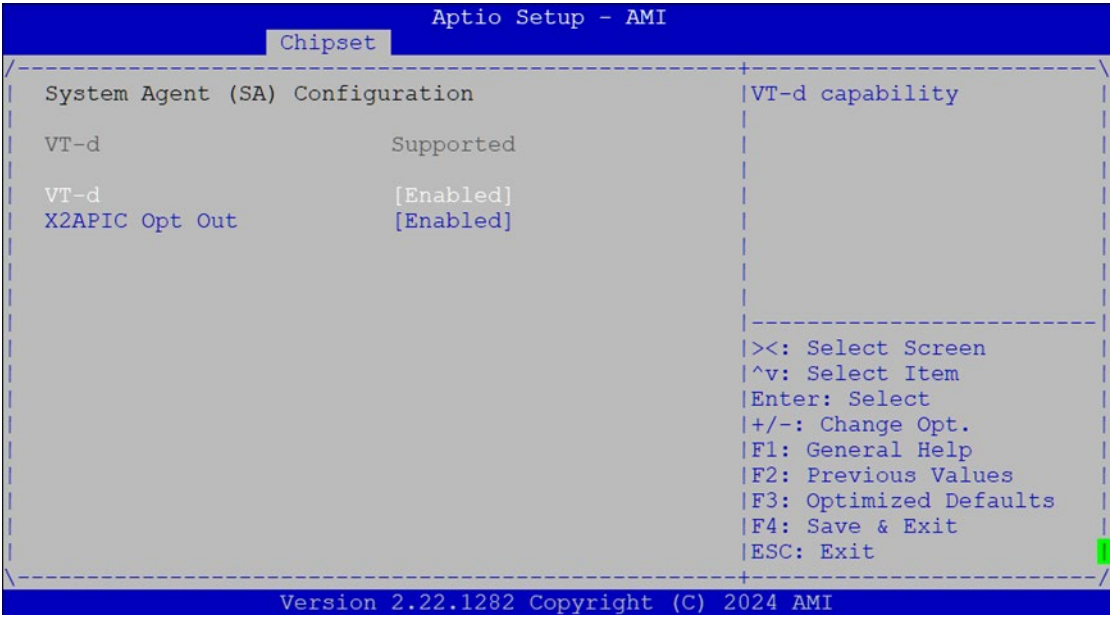 Aptio Setup - AMI
Chipset
System Agent (SA) Configuration
VT-d Supported
VT-d [Enabled]
X2APIC Opt Out [Enabled]
VT-d capability
><: Select Screen
^v: Select Item
Enter: Select
+/-: Change Opt.
F1: General Help
F2: Previous Values
F3: Optimized Defaults
F4: Save & Exit
ESC: Exit
Version 2.22.1282 Copyright (C) 2024 AMI